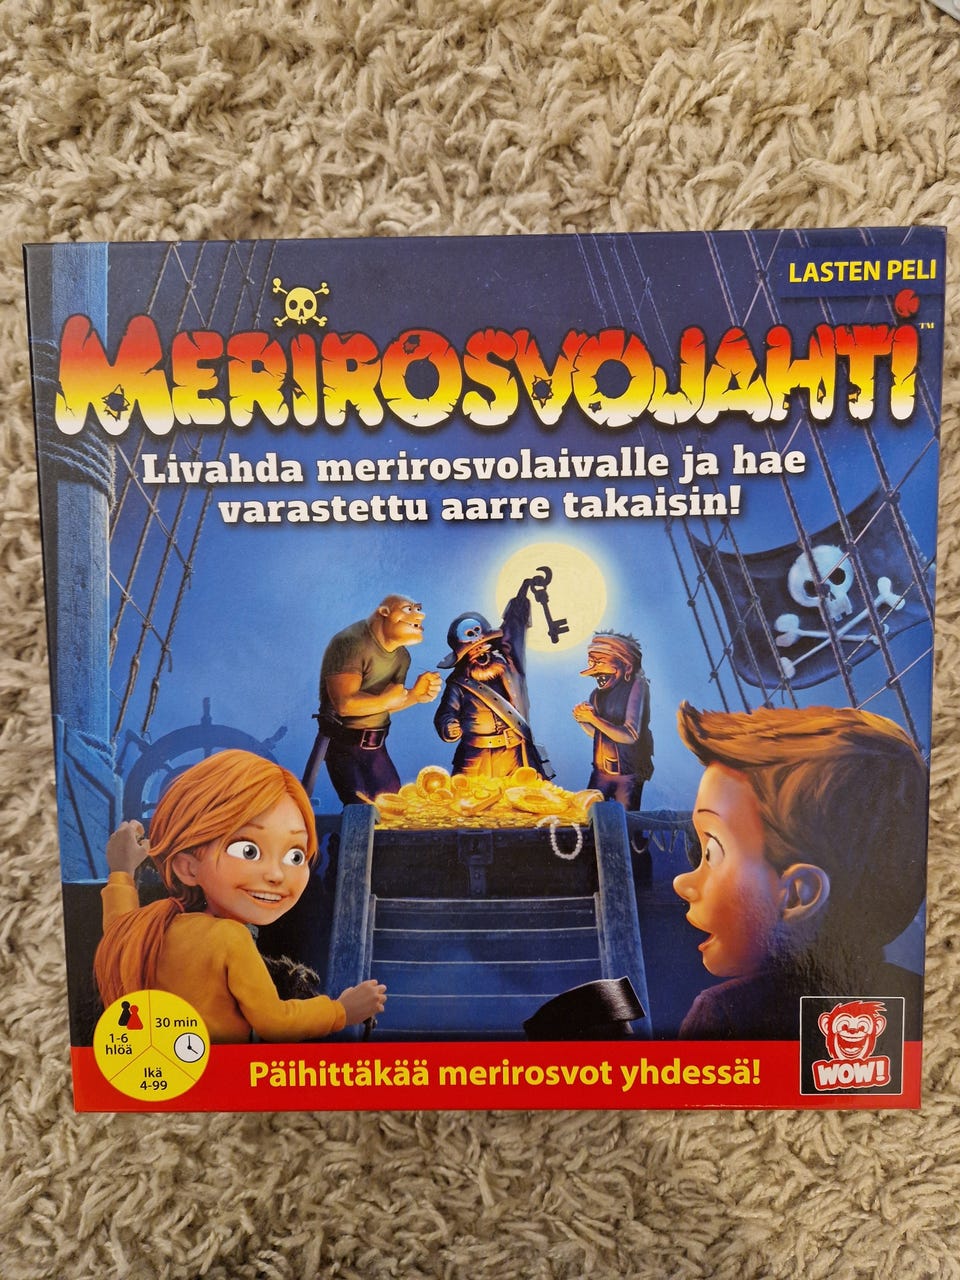 LASTEN PELI
MERIROSVOJAHTI™
Livahda merirosvolaivalle ja hae
varastettu aarre takaisin!
1-6
hlöä
30 min
Ikä
4-99
Päihittäkää merirosvot yhdessä!
WOW!